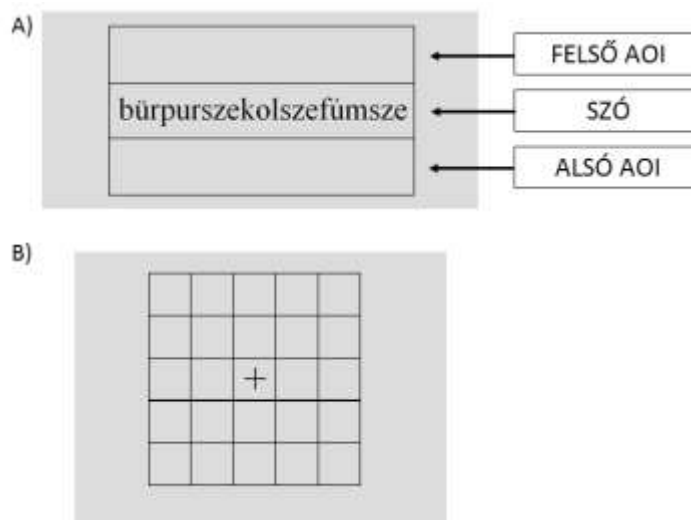 A)
FELSŐ AOI
bürpurszekolszefümsze
SZÓ
ALSÓ AOI
B)